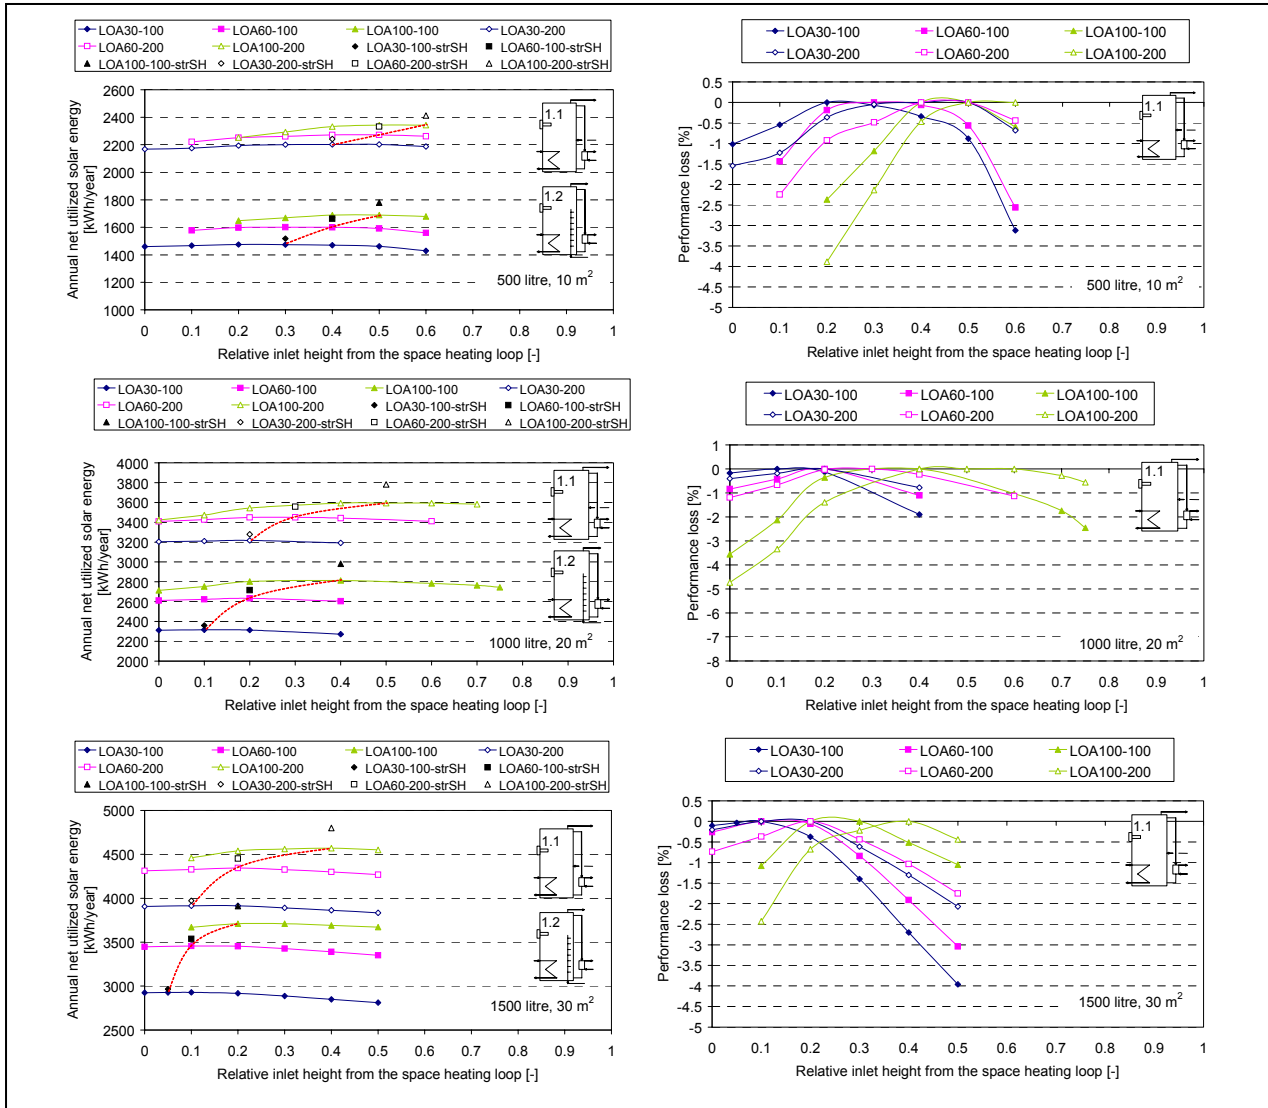 LOA30-100 LOA60-100 LOA100-100 LOA30-200
LOA60-200 LOA100-200 LOA30-100-strSH LOA60-100-strSH
LOA100-100-strSH LOA30-200-strSH LOA60-200-strSH LOA100-200-strSH
Annual net utilized solar energy
[kWh/year]
2600
2400
2200
2000
1800
1600
1400
1200
1000
1.1
1.2
500 litre, 10 m²
0 0.1 0.2 0.3 0.4 0.5 0.6 0.7 0.8 0.9 1
Relative inlet height from the space heating loop [-]
LOA30-100 LOA60-100 LOA100-100
LOA30-200 LOA60-200 LOA100-200
Performance loss [%]
0.5
0
-0.5
-1
-1.5
-2
-2.5
-3
-3.5
-4
-4.5
-5
1.1
500 litre, 10 m²
0 0.1 0.2 0.3 0.4 0.5 0.6 0.7 0.8 0.9 1
Relative inlet height from the space heating loop [-]
LOA30-100 LOA60-100 LOA100-100 LOA30-200
LOA60-200 LOA100-200 LOA30-100-strSH LOA60-100-strSH
LOA100-100-strSH LOA30-200-strSH LOA60-200-strSH LOA100-200-strSH
Annual net utilized solar energy
[kWh/year]
4000
3800
3600
3400
3200
3000
2800
2600
2400
2200
2000
1.1
1.2
1000 litre, 20 m²
0 0.1 0.2 0.3 0.4 0.5 0.6 0.7 0.8 0.9 1
Relative inlet height from the space heating loop [-]
LOA30-100 LOA60-100 LOA100-100
LOA30-200 LOA60-200 LOA100-200
Performance loss [%]
1
0
-1
-2
-3
-4
-5
-6
-7
-8
1.1
1000 litre, 20 m²
0 0.1 0.2 0.3 0.4 0.5 0.6 0.7 0.8 0.9 1
Relative inlet height from the space heating loop [-]
LOA30-100 LOA60-100 LOA100-100 LOA30-200
LOA60-200 LOA100-200 LOA30-100-strSH LOA60-100-strSH
LOA100-100-strSH LOA30-200-strSH LOA60-200-strSH LOA100-200-strSH
Annual net utilized solar energy
[kWh/year]
5000
4500
4000
3500
3000
2500
1.1
1.2
1500 litre, 30 m²
0 0.1 0.2 0.3 0.4 0.5 0.6 0.7 0.8 0.9 1
Relative inlet height from the space heating loop [-]
LOA30-100 LOA60-100 LOA100-100
LOA30-200 LOA60-200 LOA100-200
Performance loss [%]
0.5
0
-0.5
-1
-1.5
-2
-2.5
-3
-3.5
-4
-4.5
-5
1.1
1500 litre, 30 m²
0 0.1 0.2 0.3 0.4 0.5 0.6 0.7 0.8 0.9 1
Relative inlet height from the space heating loop [-]